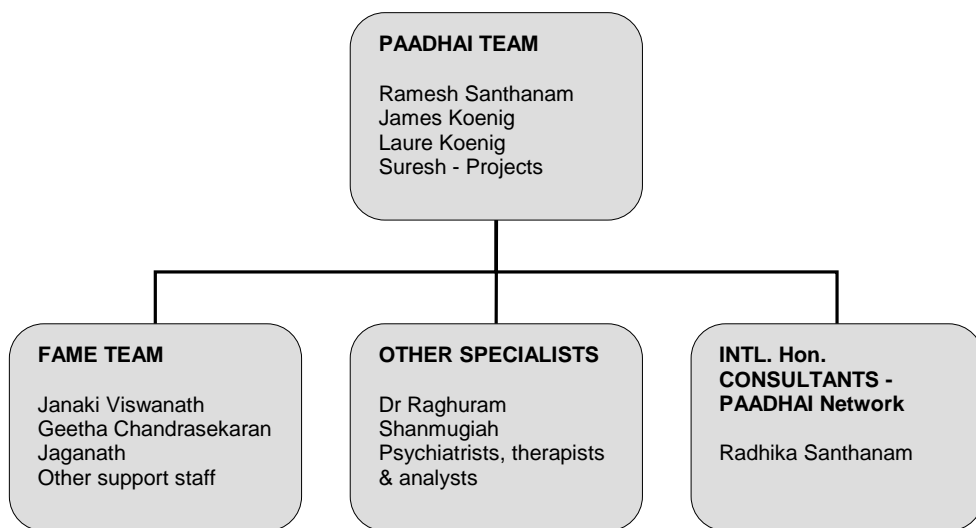 PAADHAI TEAM
Ramesh Santhanam
James Koenig
Laure Koenig
Suresh - Projects
FAME TEAM
Janaki Viswanath
Geetha Chandrasekaran
Jaganath
Other support staff
OTHER SPECIALISTS
Dr Raghuram
Shanmugiah
Psychiatrists, therapists
& analysts
INTL. Hon.
CONSULTANTS -
PAADHAI Network
Radhika Santhanam